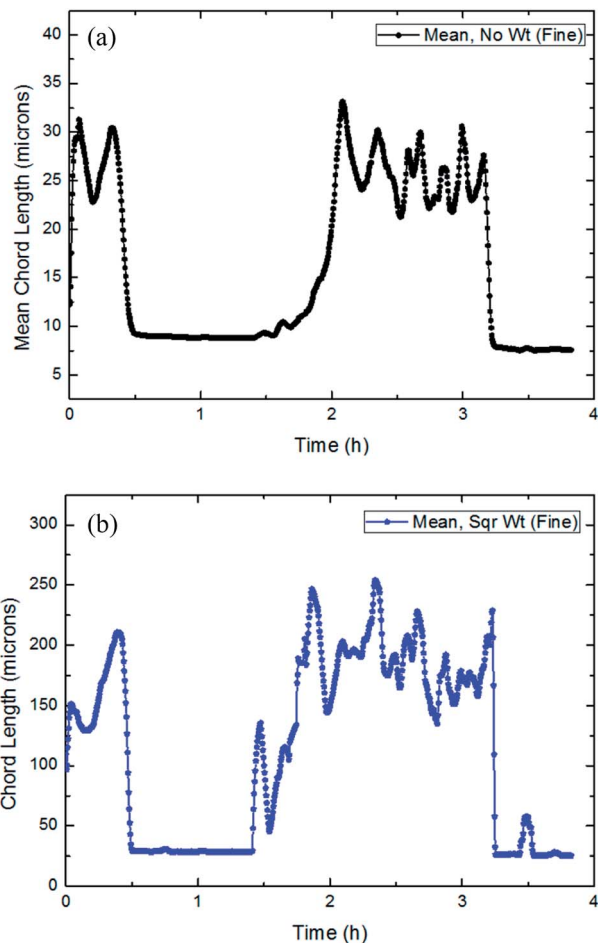 (a)
Mean, No Wt (Fine)
40
35
30
25
20
15
10
5
Mean Chord Length (microns)
0 1 2 3 4
Time (h)
(b)
Mean, Sqr Wt (Fine)
300
250
200
150
100
50
0
Chord Length (microns)
0 1 2 3 4
Time (h)